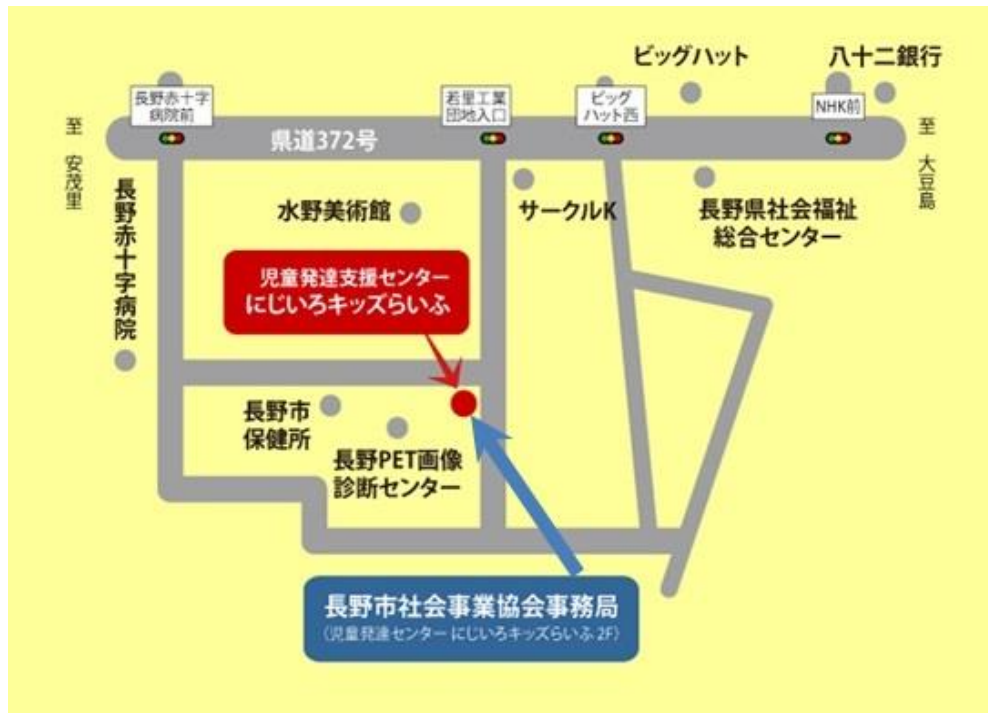 ビッグハット
八十二銀行
長野赤十字
病院前
若里工業
団地入口
ビッグ
ハット西
NHK前
至 安茂里
県道372号
至 大豆島
長野赤十字病院
水野美術館
サークルK
長野県社会福祉
総合センター
児童発達支援センター
にじいろキッズらいふ
長野市
保健所
長野PET画像
診断センター
長野市社会事業協会事務局
(児童発達センター にじいろキッズらいふ 2F)